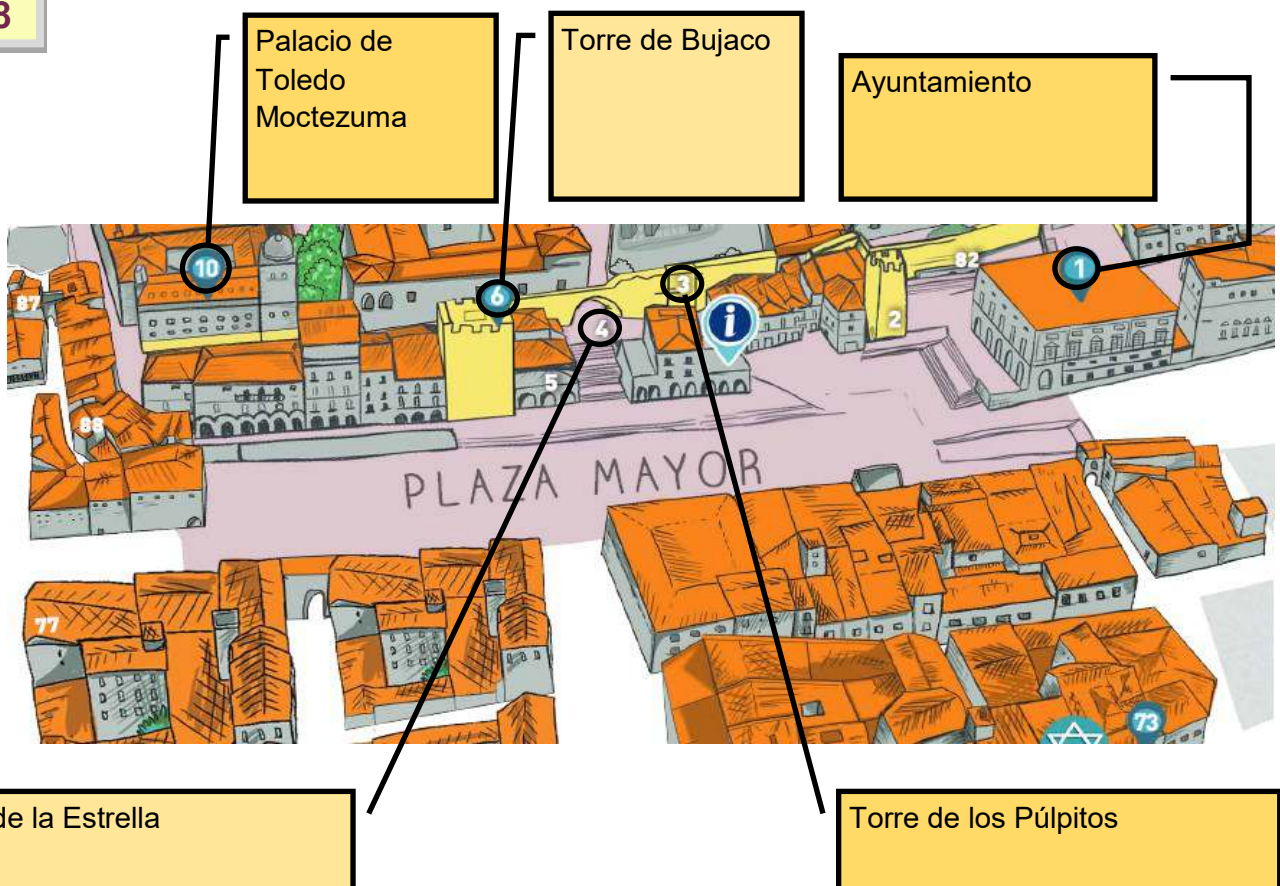 8
Palacio de
Toledo
Moctezuma
Torre de Bujaco
Ayuntamiento
10
6
3
4
82
1
87
2
i
5
88
PLAZA MAYOR
77
73
de la Estrella
Torre de los Púlpitos